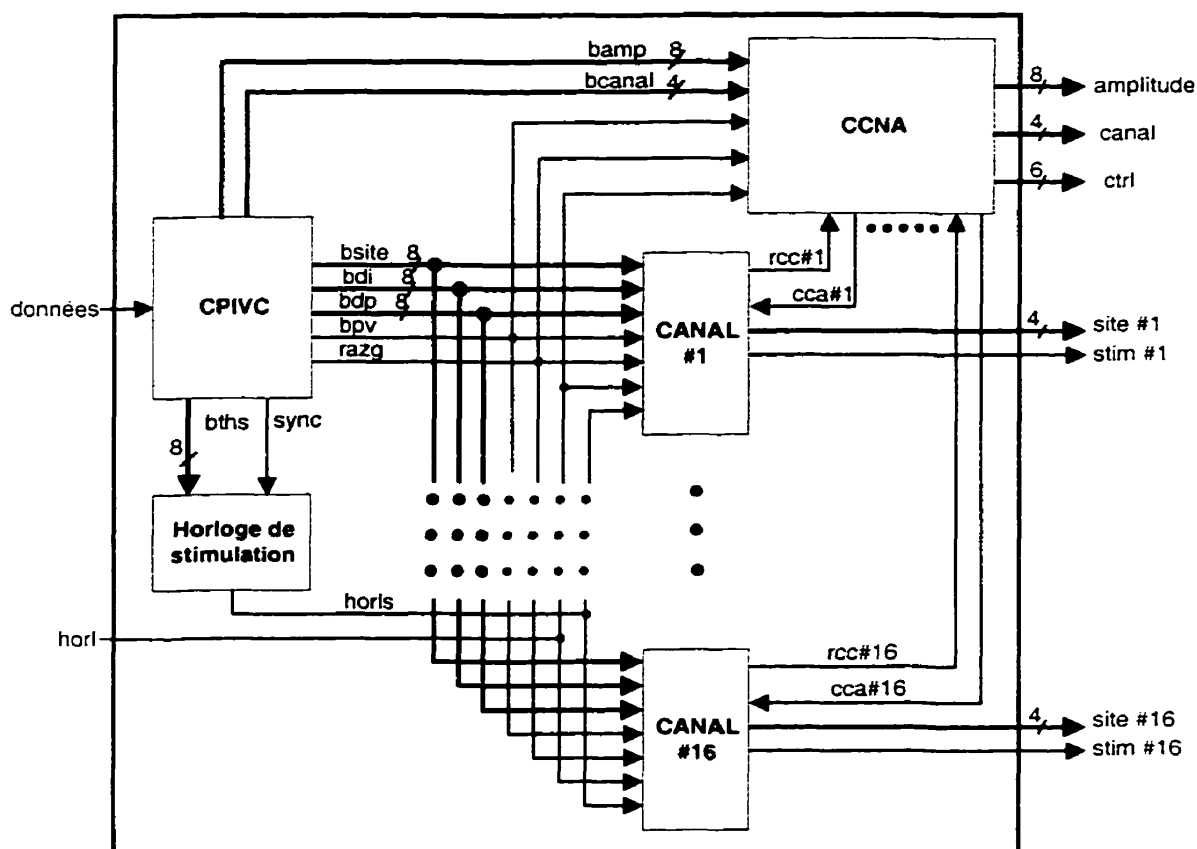 bamp 8
bcanal 4
CCNA
8 amplitude
4 canal
6 ctrl
données
CPIVC
bsite 8
bdi 8
bdp 8
bpv
razg
rcc#1
cca#1
CANAL
#1
4 site #1
stim #1
8 bths sync
Horloge de
stimulation
horls
horl
rcc#16
cca#16
CANAL
#16
4 site #16
stim #16